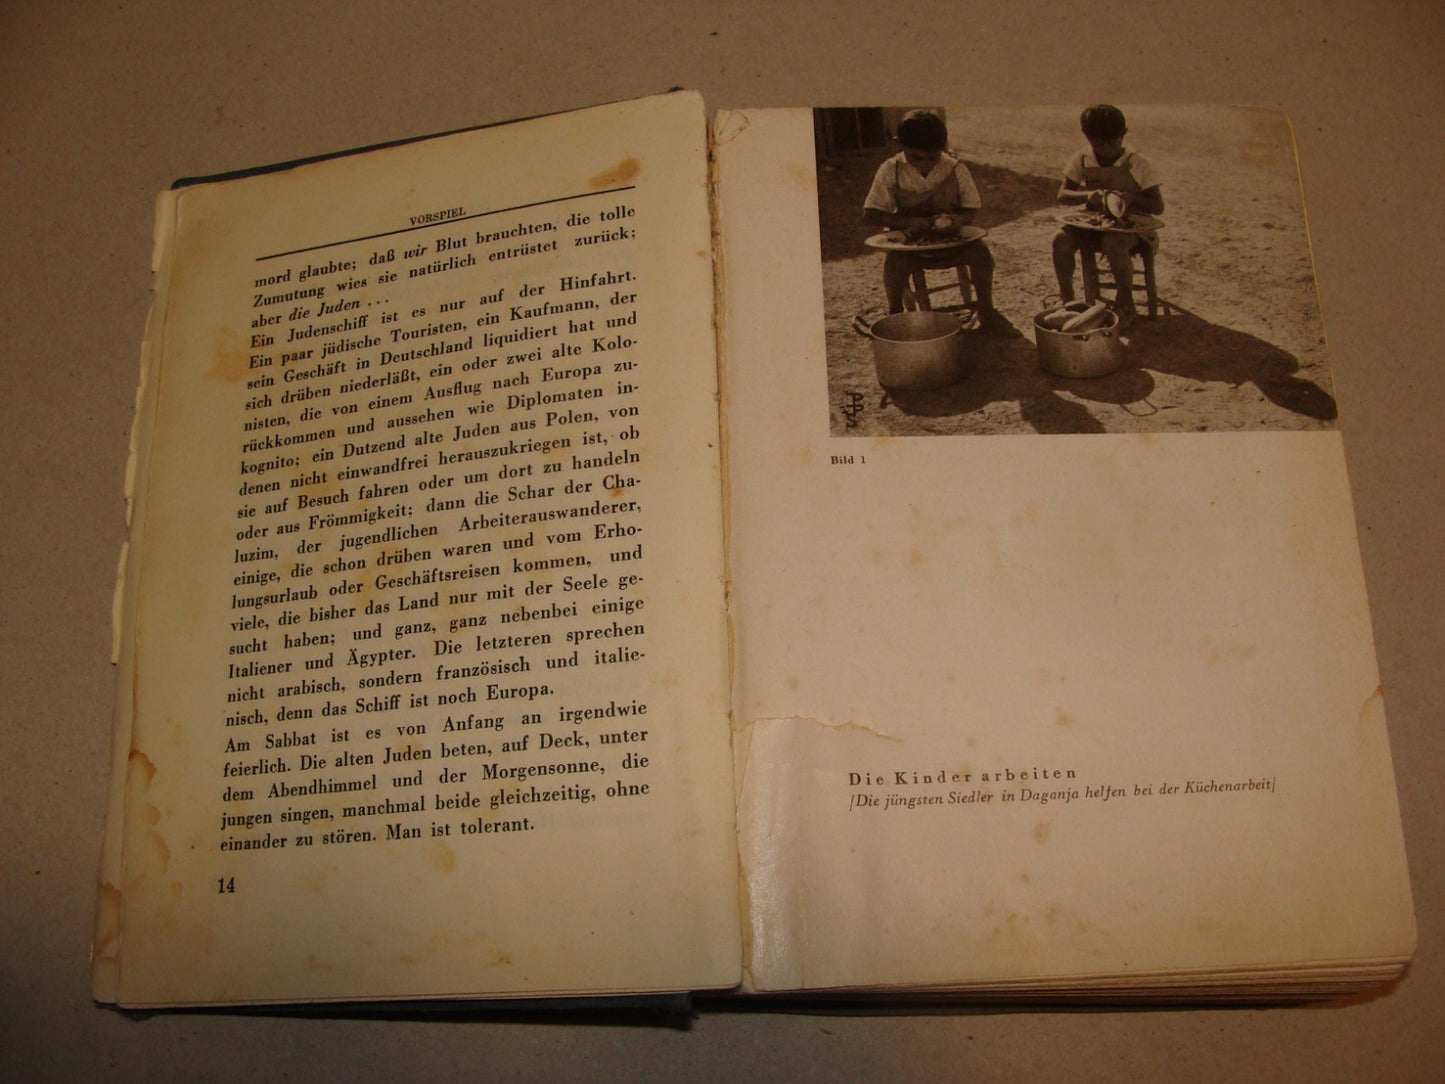 VORSPIEL
mord glaubte; daß wir Blut brauchten, die tolle
Zumutung wies sie natürlich entrüstet zurück;
aber die Juden ...
Ein Judenschiff ist es nur auf der Hinfahrt.
Ein paar jüdische Touristen, ein Kaufmann, der
sein Geschäft in Deutschland liquidiert hat und
sich drüben niederläßt, ein oder zwei alte Kolo-
nisten, die von einem Ausflug nach Europa zu-
rückkommen und aussehen wie Diplomaten in-
kognito; ein Dutzend alte Juden aus Polen, von
denen nicht einwandfrei herauszukriegen ist, ob
sie auf Besuch fahren oder um dort zu handeln
oder aus Frömmigkeit; dann die Schar der Cha-
luzim, der jugendlichen Arbeiterauswanderer,
einige, die schon drüben waren und vom Erho-
lungsurlaub oder Geschäftsreisen kommen, und
viele, die bisher das Land nur mit der Seele ge-
sucht haben; und ganz, ganz nebenbei einige
Italiener und Ägypter. Die letzteren sprechen
nicht arabisch, sondern französisch und italie-
nisch, denn das Schiff ist noch Europa.
Am Sabbat ist es von Anfang an irgendwie
feierlich. Die alten Juden beten, auf Deck, unter
dem Abendhimmel und der Morgensonne, die
jungen singen, manchmal beide gleichzeitig, ohne
einander zu stören. Man ist tolerant.
14
Bild 1
Die Kinder arbeiten
/Die jüngsten Siedler in Daganja helfen bei der Küchenarbeit/